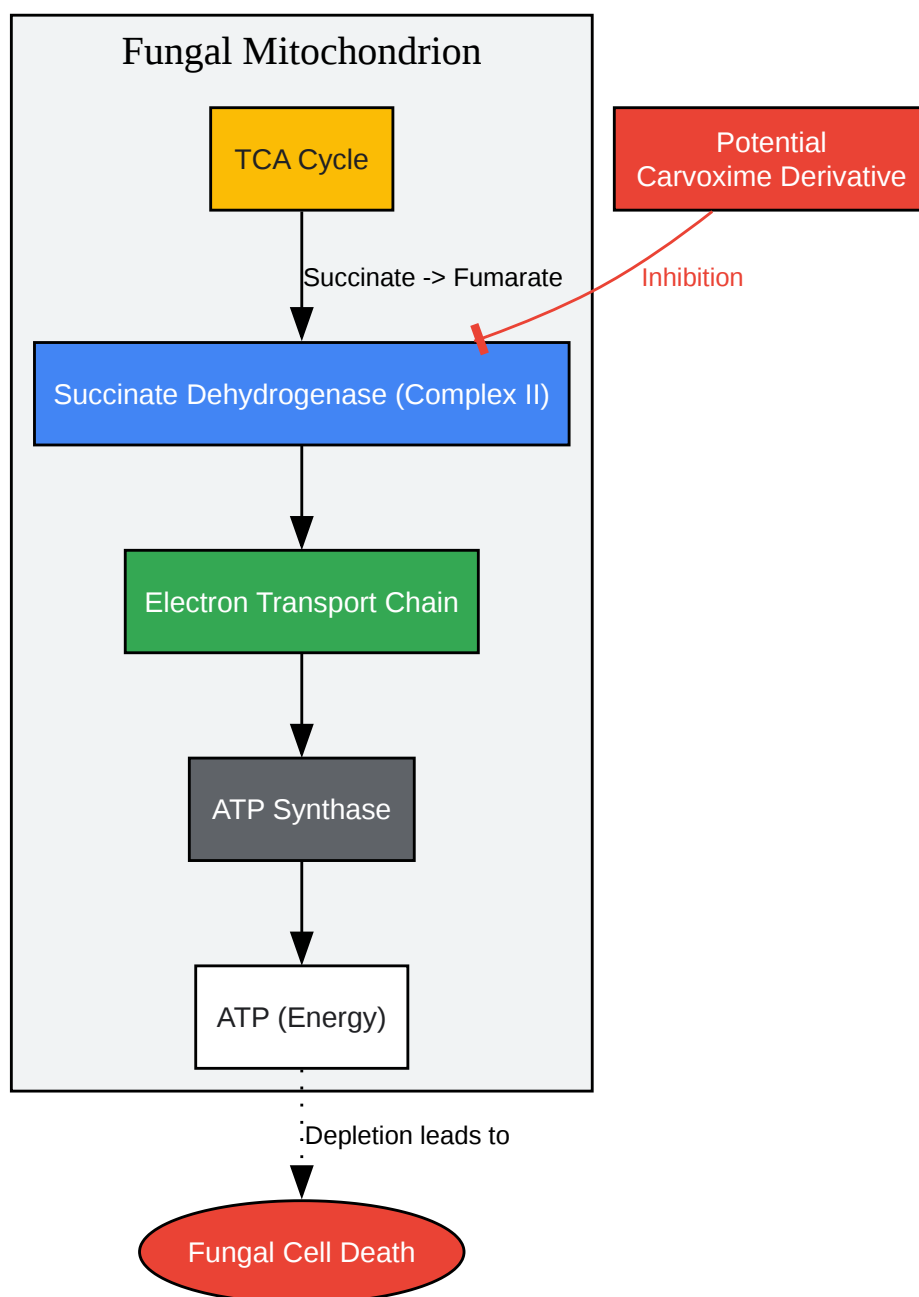 Fungal Mitochondrion
TCA Cycle
Potential
Carvoxime Derivative
Succinate -> Fumarate
Inhibition
Succinate Dehydrogenase (Complex II)
Electron Transport Chain
ATP Synthase
ATP (Energy)
Depletion leads to
Fungal Cell Death